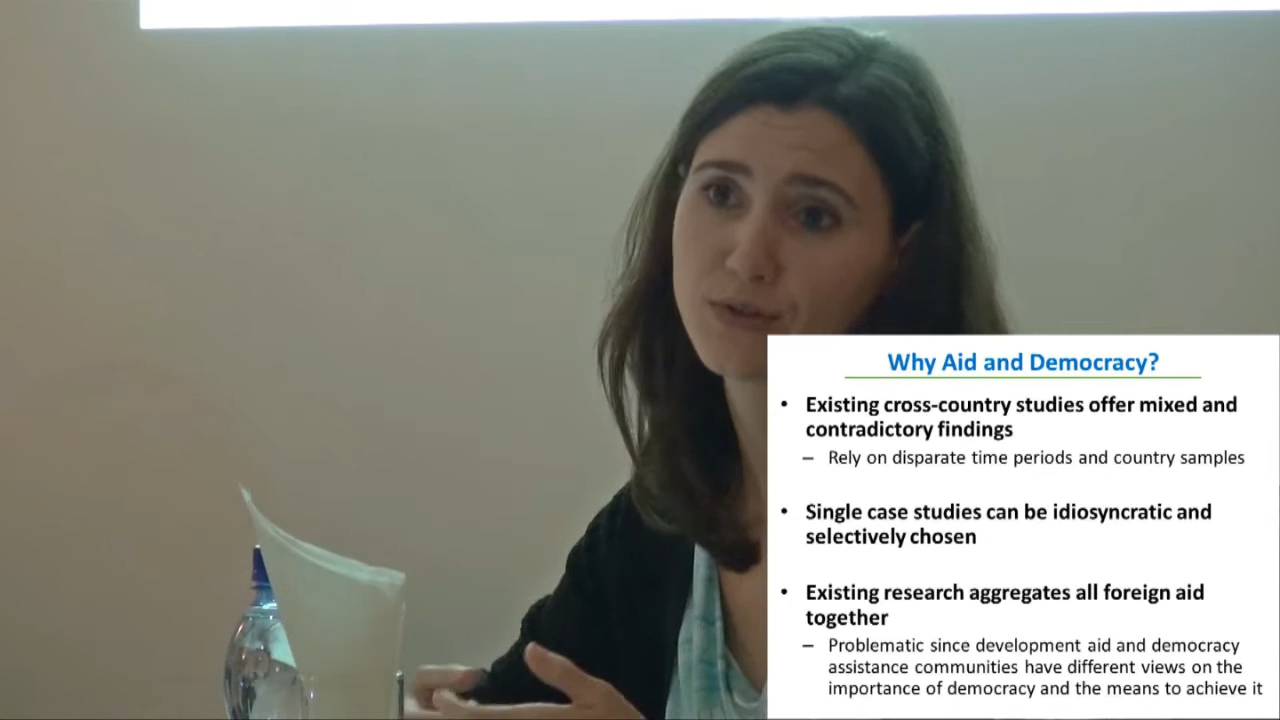 Why Aid and Democracy?
• Existing cross-country studies offer mixed and
contradictory findings
– Rely on disparate time periods and country samples
• Single case studies can be idiosyncratic and
selectively chosen
• Existing research aggregates all foreign aid
together
– Problematic since development aid and democracy
assistance communities have different views on the
importance of democracy and the means to achieve it